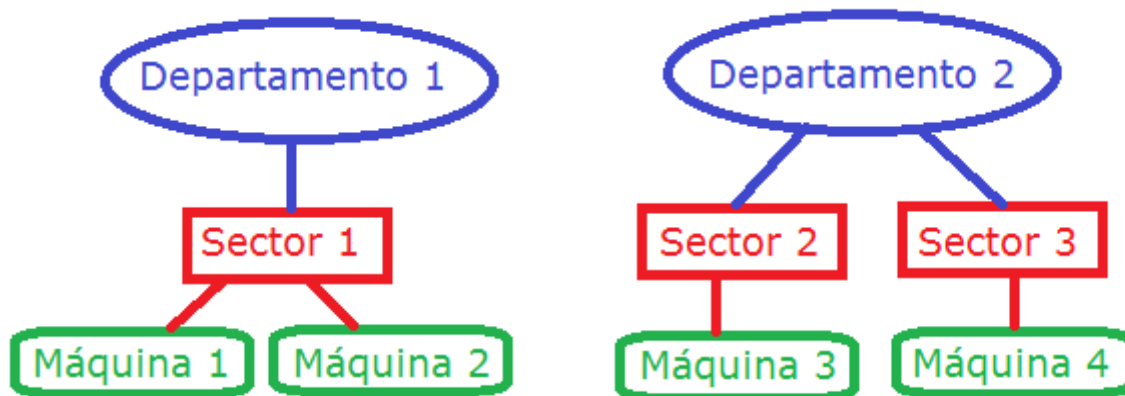 Departamento 1
Departamento 2
Sector 1
Sector 2
Sector 3
Máquina 1
Máquina 2
Máquina 3
Máquina 4